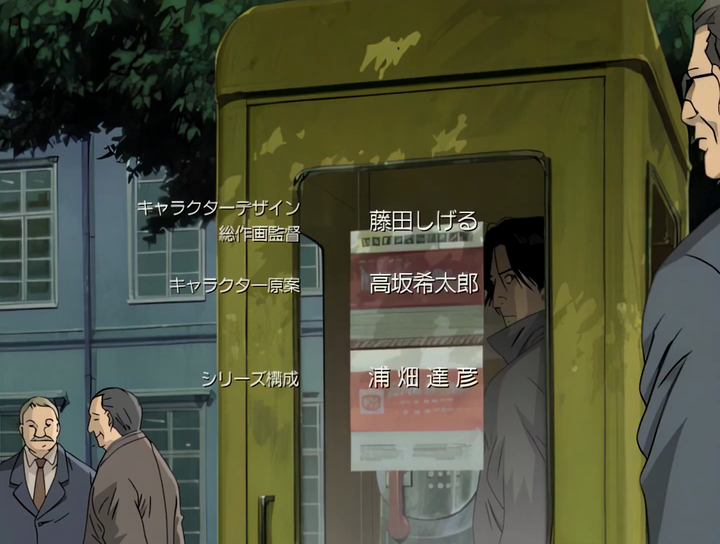 キャラクターデザイン
総作画監督 藤田しげる
キャラクター原案 高坂希太郎
シリーズ構成 浦畑達彦